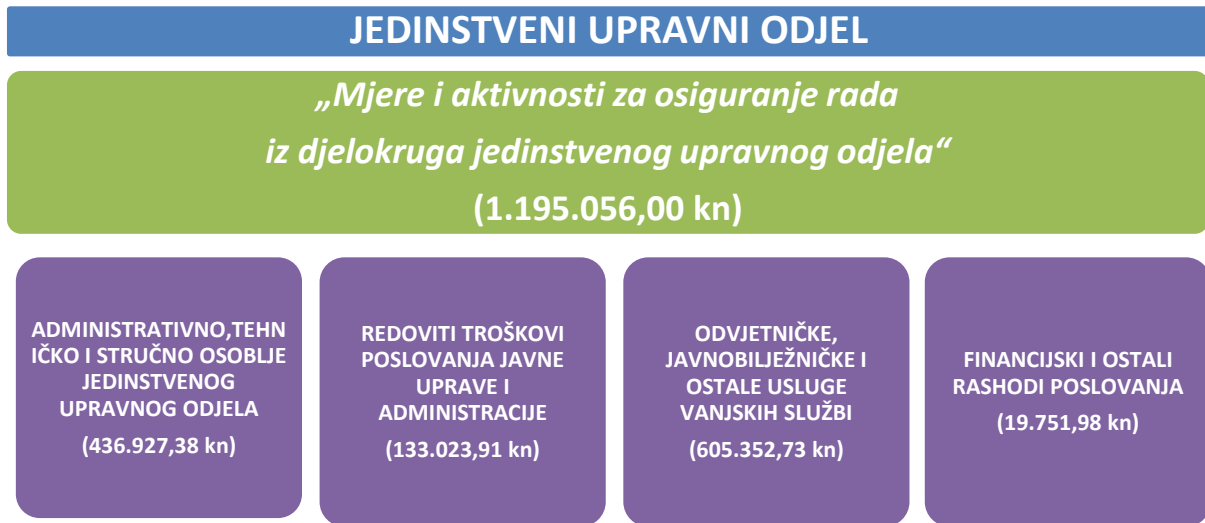 JEDINSTVENI UPRAVNI ODJEL
„Mjere i aktivnosti za osiguranje rada
iz djelokruga jedinstvenog upravnog odjela“
(1.195.056,00 kn)
ADMINISTRATIVNO,TEHN
IČKO I STRUČNO OSOBLJE
JEDINSTVENOG
UPRAVNOG ODJELA
(436.927,38 kn)
REDOVITI TROŠKOVI
POSLOVANJA JAVNE
UPRAVE I
ADMINISTRACIJE
(133.023,91 kn)
ODVJETNIČKE,
JAVNOBILJEŽNIČKE I
OSTALE USLUGE
VANJSKIH SLUŽBI
(605.352,73 kn)
FINANCIJSKI I OSTALI
RASHODI POSLOVANJA
(19.751,98 kn)